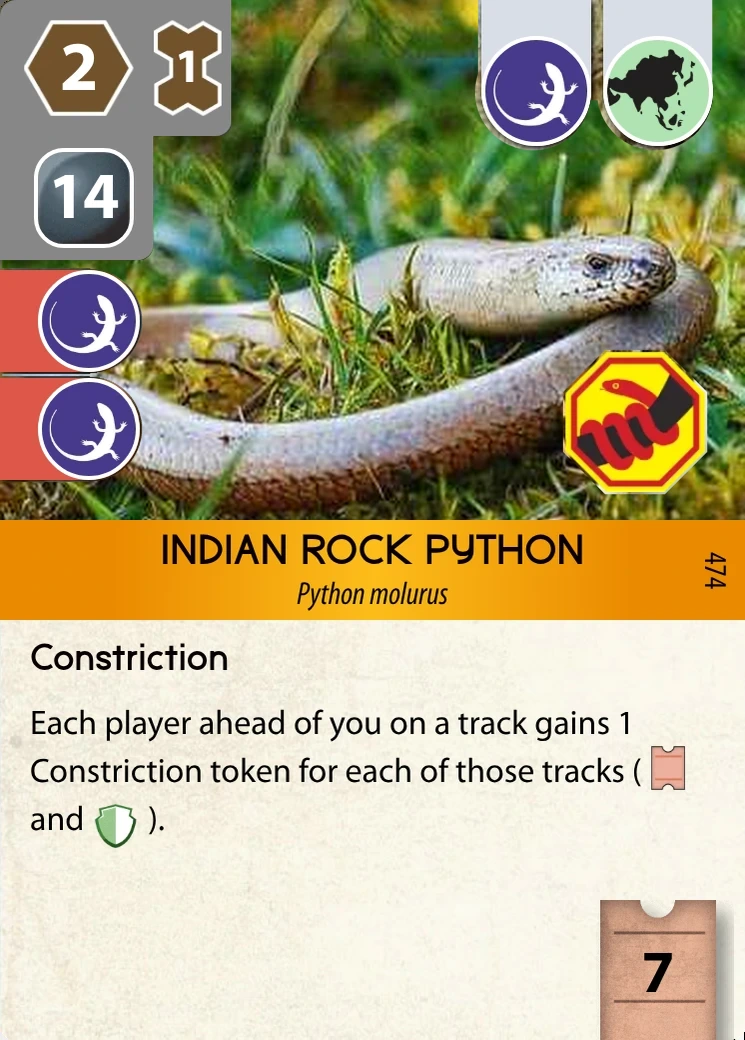 2
1
14
INDIAN ROCK PYTHON
Python molurus
474
Constriction
Each player ahead of you on a track gains 1
Constriction token for each of those tracks (
and ).
7